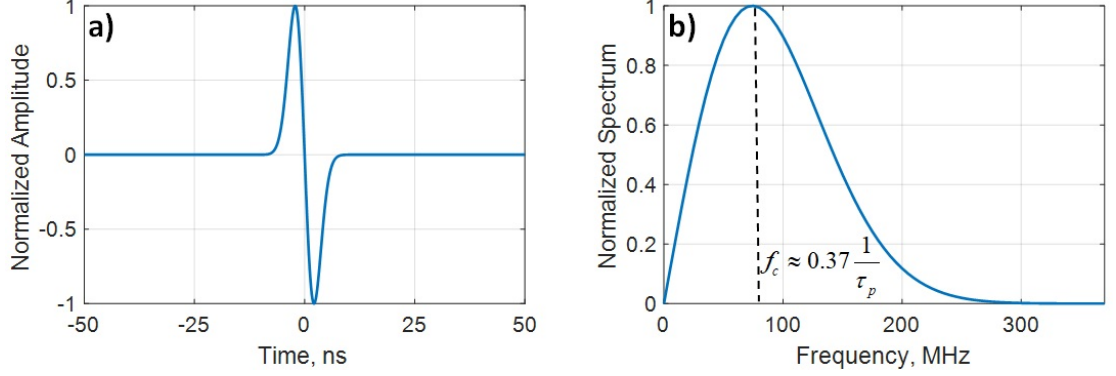 a)
Normalized Amplitude
1
0.5
0
-0.5
-1
-50
-25
0
25
50
Time, ns
b)
Normalized Spectrum
1
0.8
0.6
0.4
0.2
0
0
100
200
300
Frequency, MHz
f_c ≈ 0.37 1/τ_p